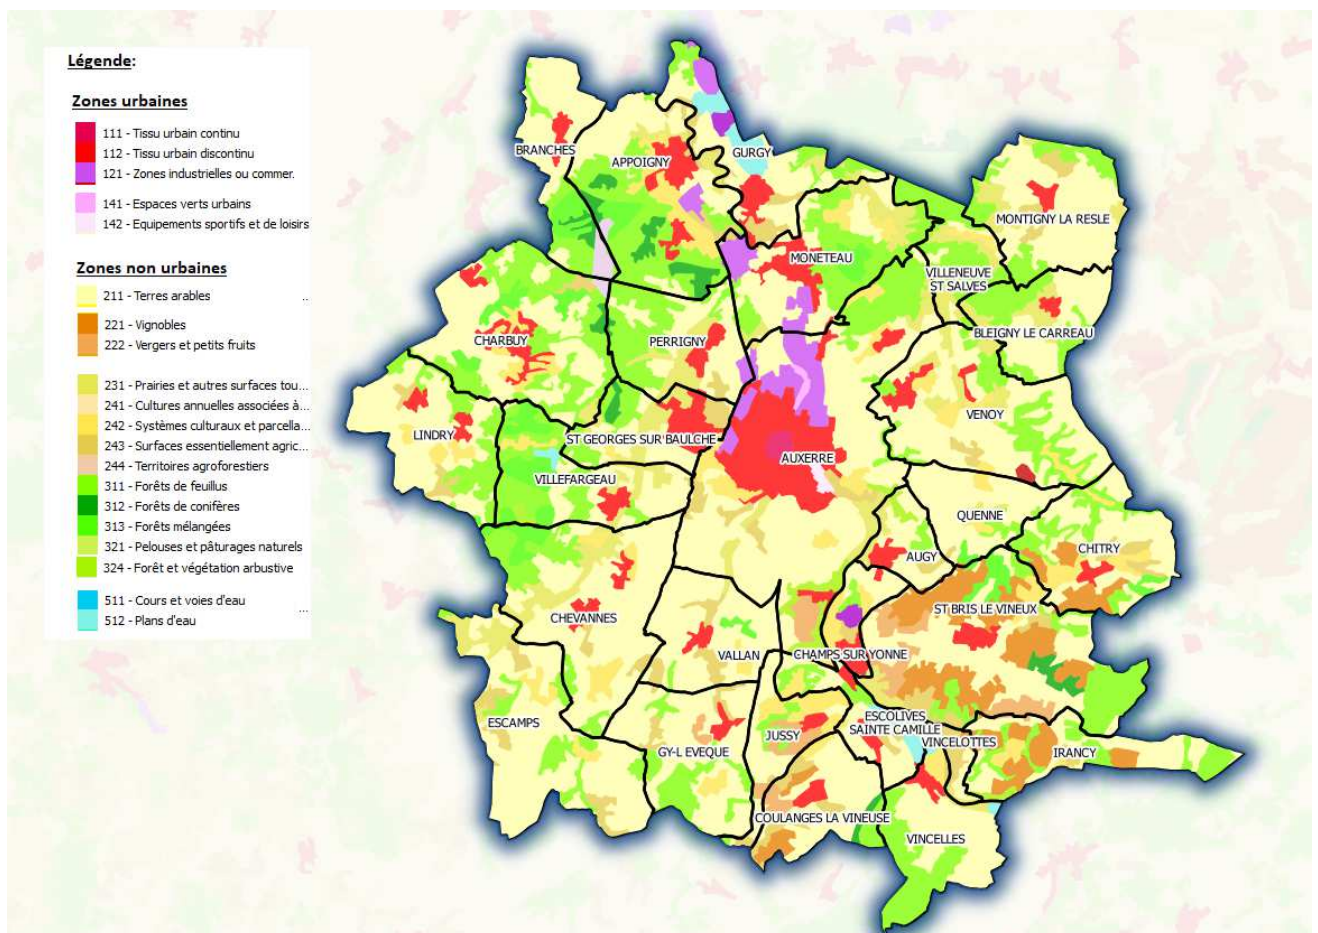 Légende:
Zones urbaines
111 - Tissu urbain continu
112 - Tissu urbain discontinu
121 - Zones industrielles ou commer.
141 - Espaces verts urbains
142 - Equipements sportifs et de loisirs
Zones non urbaines
211 - Terres arables ..
221 - Vignobles
222 - Vergers et petits fruits
231 - Prairies et autres surfaces tou...
241 - Cultures annuelles associées à...
242 - Systèmes culturaux et parcella...
243 - Surfaces essentiellement agric...
244 - Territoires agroforestiers
311 - Forêts de feuillus
312 - Forêts de conifères
313 - Forêts mélangées
321 - Pelouses et pâturages naturels
324 - Forêt et végétation arbustive
511 - Cours et voies d'eau ...
512 - Plans d'eau
BRANCHES
APPOIGNY
GURGY
MONTIGNY LA RESLE
MONETEAU
VILLENEUVE
ST SALVES
BLEIGNY LE CARREAU
CHARBUY
PERRIGNY
VENOY
LINDRY
ST GEORGES SUR BAULCHE
AUXERRE
VILLEFARGEAU
QUENNE
AUGY
CHITRY
CHEVANNES
ST BRIS LE VINEUX
VALLAN
CHAMPS SUR YONNE
ESCAMPS
ESCOLIVES
SAINTE CAMILLE
JUSSY
VINCELOTTES
GY-L EVEQUE
IRANCY
COULANGES LA VINEUSE
VINCELLES